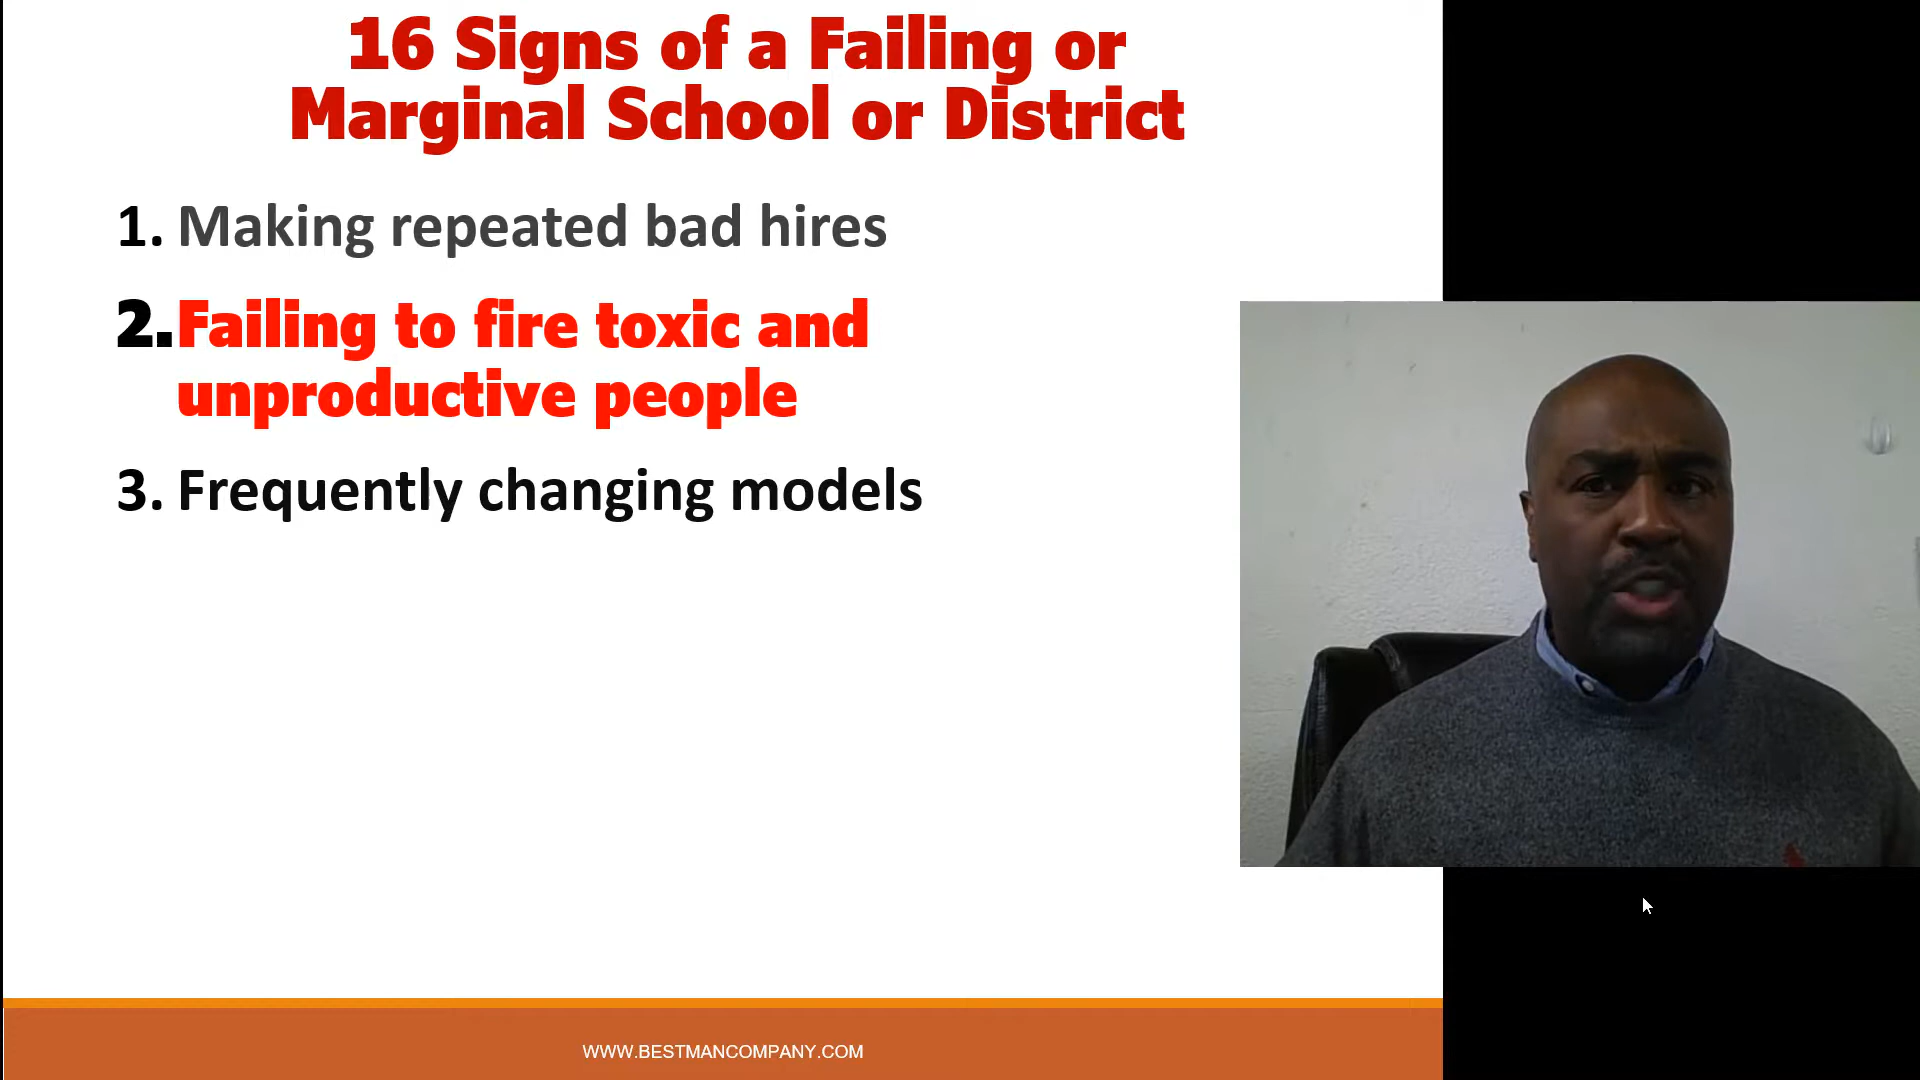 16 Signs of a Failing or
Marginal School or District
1. Making repeated bad hires
2. Failing to fire toxic and
unproductive people
3. Frequently changing models
WWW.BESTMANCOMPANY.COM